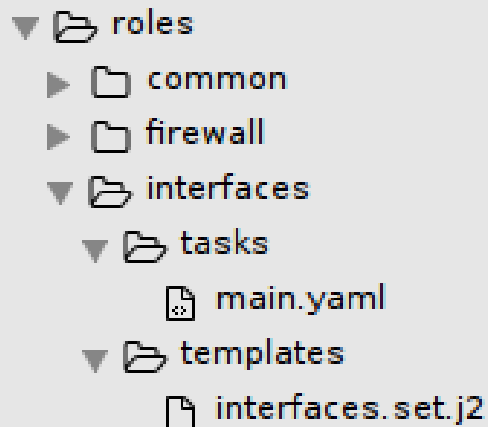 roles
common
firewall
interfaces
tasks
main.yaml
templates
interfaces.set.j2